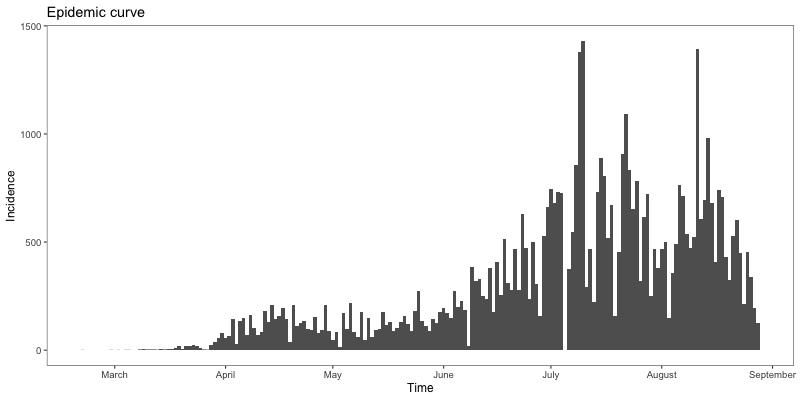 Epidemic curve
1500
1000
500
0
Incidence
March April May June July August September
Time